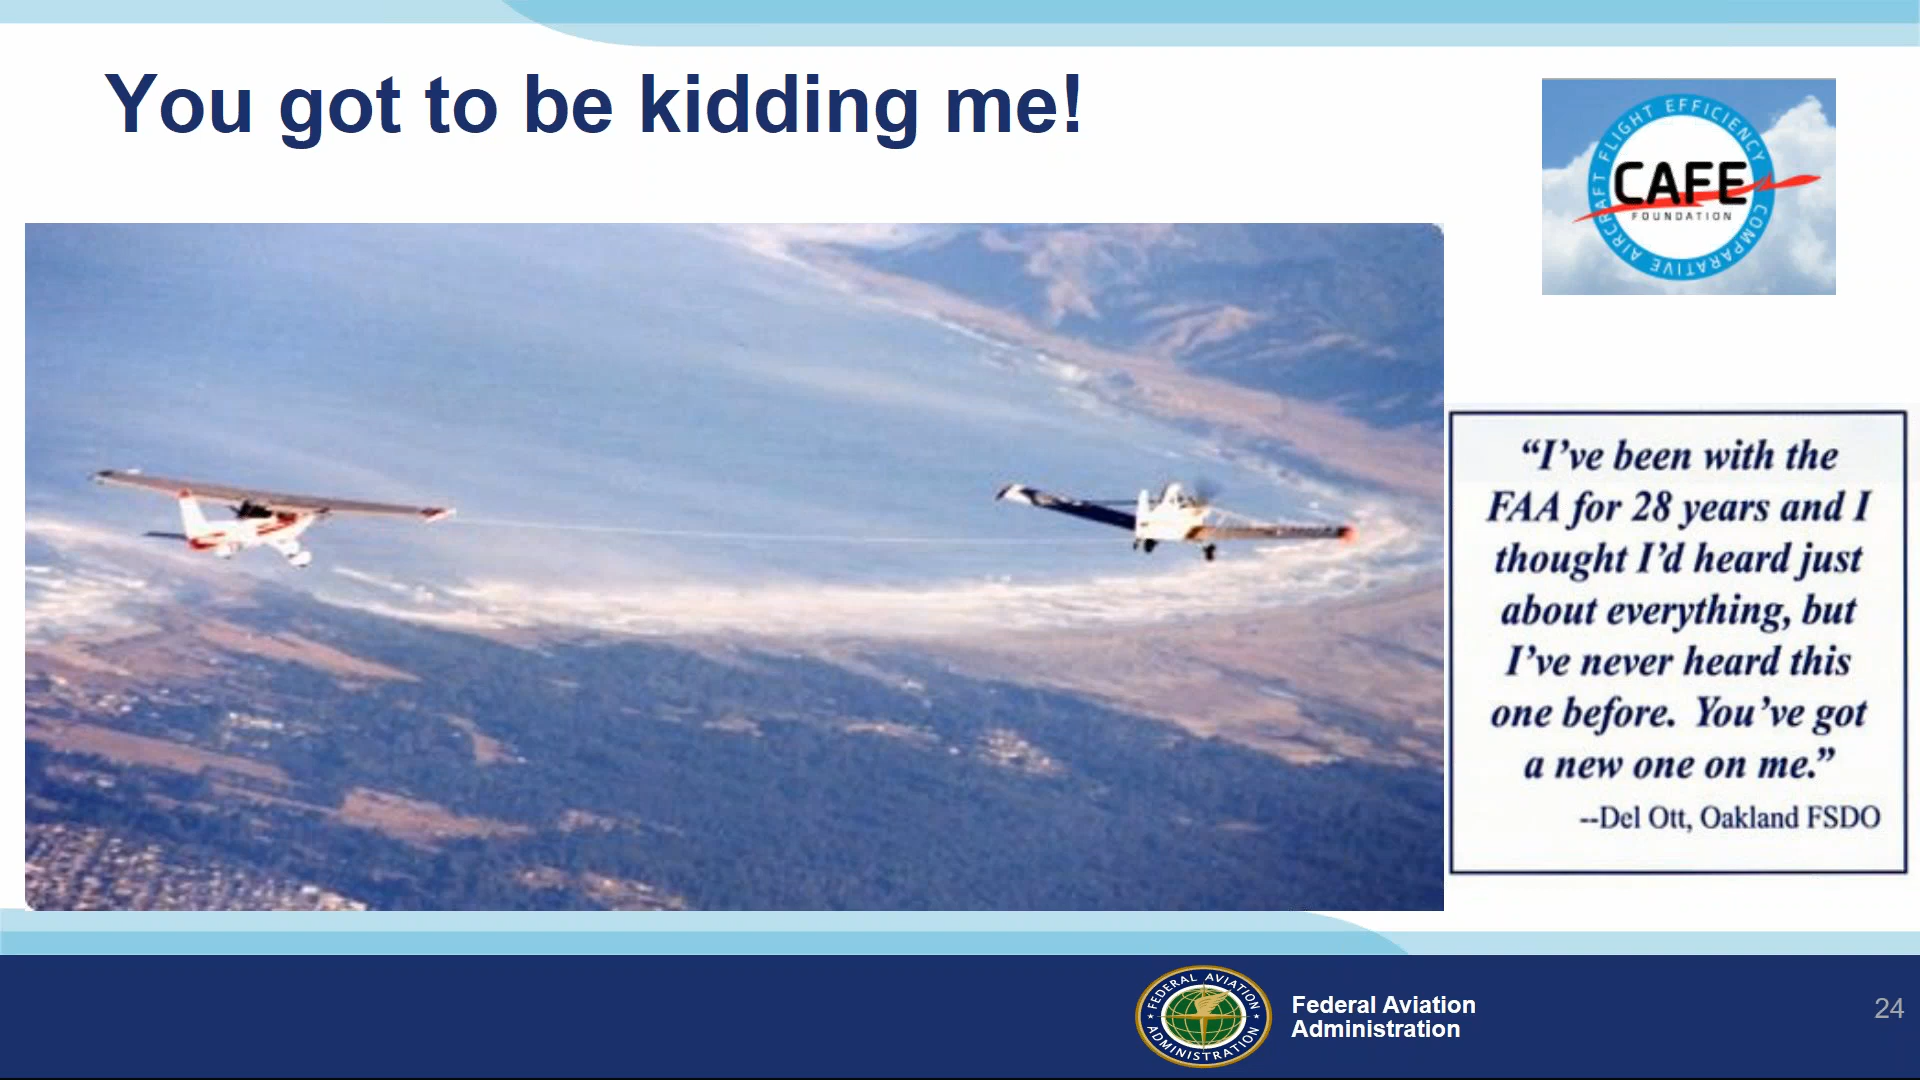 You got to be kidding me!
COMPARATIVE AIRCRAFT FLIGHT EFFICIENCY
CAFE
FOUNDATION
“I’ve been with the
FAA for 28 years and I
thought I’d heard just
about everything, but
I’ve never heard this
one before. You’ve got
a new one on me.”
--Del Ott, Oakland FSDO
FEDERAL AVIATION
ADMINISTRATION
Federal Aviation
Administration
24